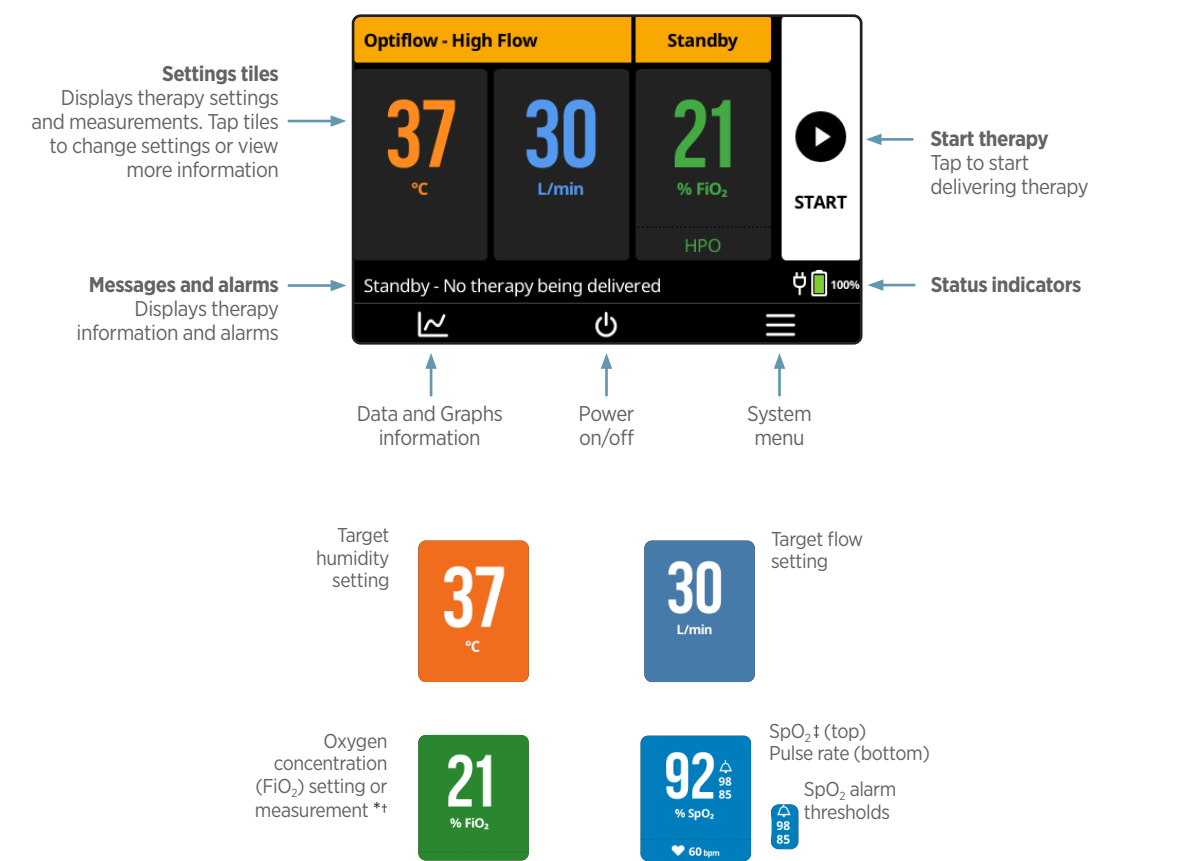 Optiflow - High Flow
Standby
Settings tiles
Displays therapy settings
and measurements. Tap tiles
to change settings or view
more information
37
°C
30
L/min
21
% FiO₂
HPO
START
Start therapy
Tap to start
delivering therapy
Messages and alarms
Displays therapy
information and alarms
Standby - No therapy being delivered
100%
Status indicators
Data and Graphs
information
Power
on/off
System
menu
Target
humidity
setting
37
°C
30
L/min
Target flow
setting
Oxygen
concentration
(FiO₂) setting or
measurement *†
21
% FiO₂
92
98
85
% SpO₂
60 bpm
SpO₂‡ (top)
Pulse rate (bottom)
98
85
SpO₂ alarm
thresholds